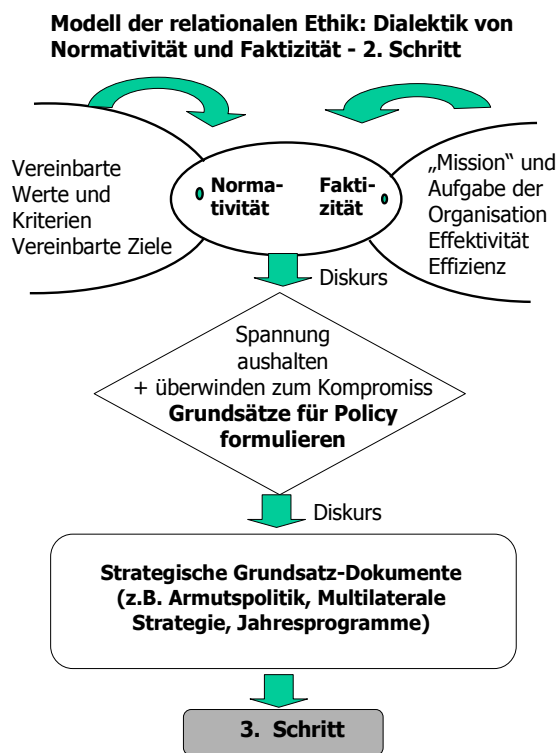 Modell der relationalen Ethik: Dialektik von
Normativität und Faktizität - 2. Schritt
Vereinbarte
Werte und
Kriterien
Vereinbarte Ziele
Norma-
tivität
Fakti-
zität
„Mission“ und
Aufgabe der
Organisation
Effektivität
Effizienz
Diskurs
Spannung
aushalten
+ überwinden zum Kompromiss
Grundsätze für Policy
formulieren
Diskurs
Strategische Grundsatz-Dokumente
(z.B. Armutspolitik, Multilaterale
Strategie, Jahresprogramme)
3. Schritt